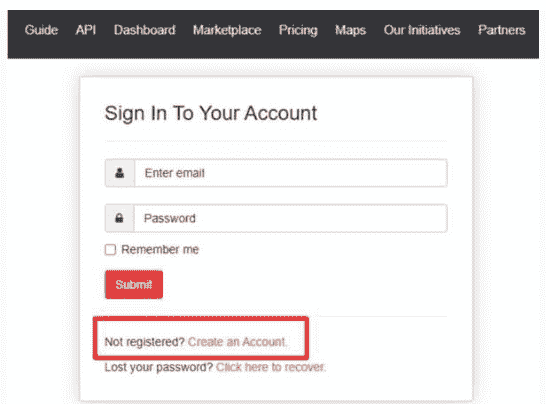 Guide API Dashboard Marketplace Pricing Maps Our Initiatives Partners
Sign In To Your Account
Enter email
Password
Remember me
Submit
Not registered? Create an Account.
Lost your password? Click here to recover.